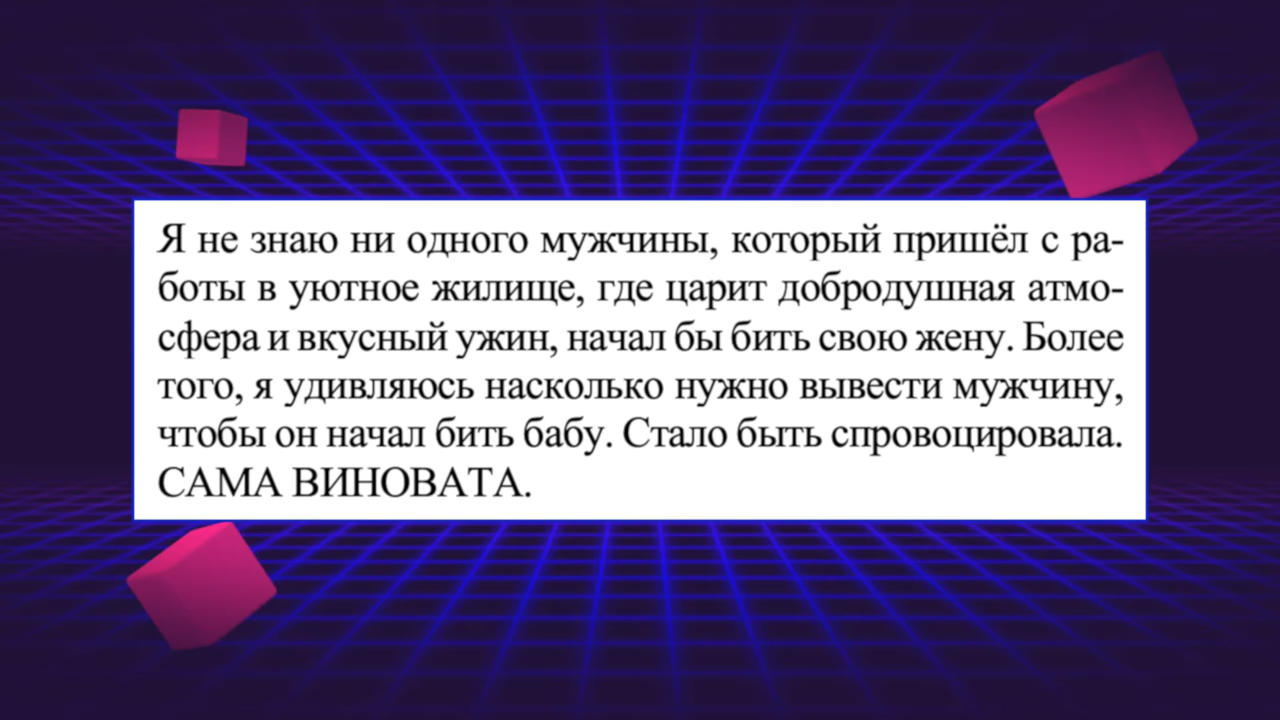 Я не знаю ни одного мужчины, который пришёл с ра-
боты в уютное жилище, где царит добродушная атмо-
сфера и вкусный ужин, начал бы бить свою жену. Более
того, я удивляюсь насколько нужно вывести мужчину,
чтобы он начал бить бабу. Стало быть спровоцировала.
САМА ВИНОВАТА.